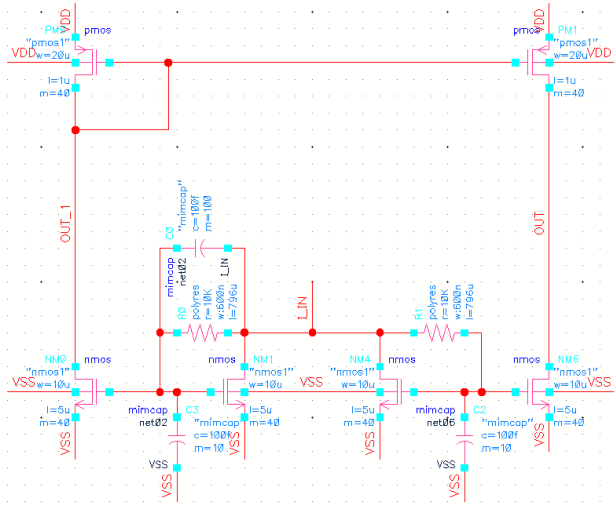 VDD
VDD
PM0
pmos
pmos
PM1
"pmos1"
"pmos1"
VDD
w=20u
w=20u
VDD
l=1u
l=1u
m=40
m=40
OUT_1
OUT
C0
"mimcap"
c=100f
m=100
mimcap
net02
I_IN
R0
polyres
r=10K
w:600n
l=796u
I_IN
R1
polyres
r=10K
w:600n
l=796u
NM0
nmos
nmos
NM1
NM4
nmos
nmos
NM6
"nmos1"
"nmos1"
"nmos1"
"nmos1"
VSS
w=10u
w=10u
VSS
w=10u
w=10u
VSS
l=5u
l=5u
l=5u
l=5u
m=40
m=40
m=40
m=40
mimcap
C3
net02
"mimcap"
c=100f
m=10
mimcap
C2
net06
"mimcap"
c=100f
m=10
VSS
VSS
VSS
VSS
VSS
VSS
VSS
VSS